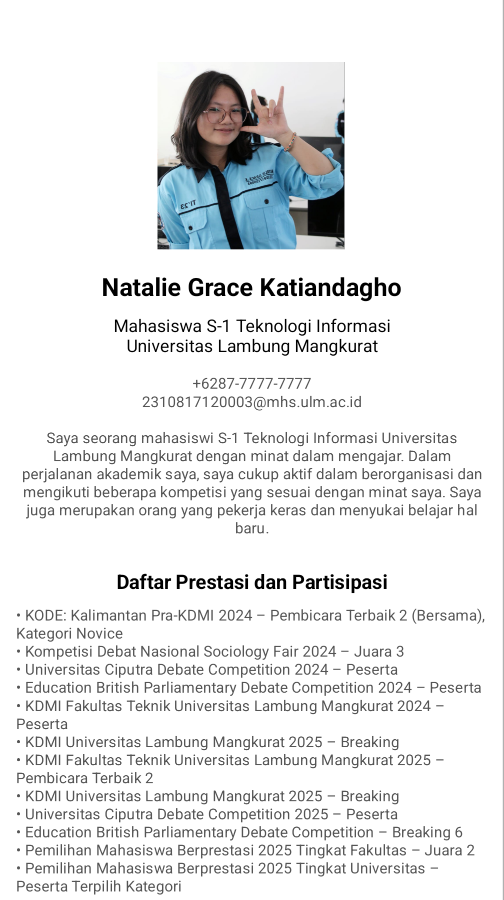 Natalie Grace Katiandagho
Mahasiswa S-1 Teknologi Informasi
Universitas Lambung Mangkurat
+6287-7777-7777
2310817120003@mhs.ulm.ac.id
Saya seorang mahasiswi S-1 Teknologi Informasi Universitas
Lambung Mangkurat dengan minat dalam mengajar. Dalam
perjalanan akademik saya, saya cukup aktif dalam berorganisasi dan
mengikuti beberapa kompetisi yang sesuai dengan minat saya. Saya
juga merupakan orang yang pekerja keras dan menyukai belajar hal
baru.
Daftar Prestasi dan Partisipasi
• KODE: Kalimantan Pra-KDMI 2024 – Pembicara Terbaik 2 (Bersama),
Kategori Novice
• Kompetisi Debat Nasional Sociology Fair 2024 – Juara 3
• Universitas Ciputra Debate Competition 2024 – Peserta
• Education British Parliamentary Debate Competition 2024 – Peserta
• KDMI Fakultas Teknik Universitas Lambung Mangkurat 2024 –
Peserta
• KDMI Universitas Lambung Mangkurat 2025 – Breaking
• KDMI Fakultas Teknik Universitas Lambung Mangkurat 2025 –
Pembicara Terbaik 2
• KDMI Universitas Lambung Mangkurat 2025 – Breaking
• Universitas Ciputra Debate Competition 2025 – Peserta
• Education British Parliamentary Debate Competition – Breaking 6
• Pemilihan Mahasiswa Berprestasi 2025 Tingkat Fakultas – Juara 2
• Pemilihan Mahasiswa Berprestasi 2025 Tingkat Universitas –
Peserta Terpilih Kategori